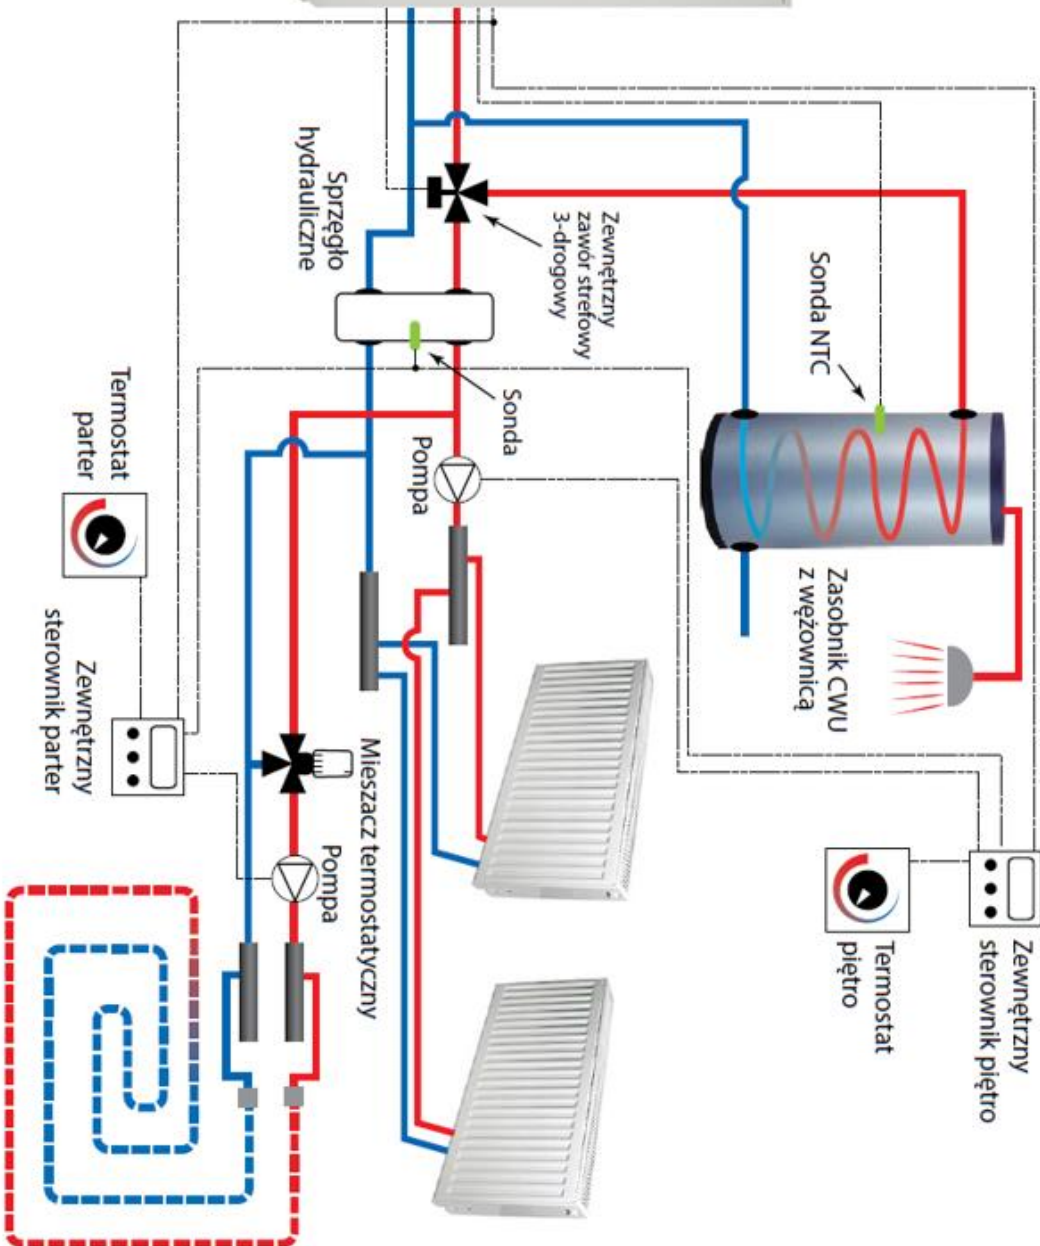 Sprzęgło
hydrauliczne
Zewnętrzny
zawór strefowy
3-drogowy
Sonda NTC
Sonda
Pompa
Termostat
parter
Zasobnik CWU
z wężownicą
Zewnętrzny
sterownik parter
Mieszacz termostatyczny
Pompa
Termostat
piętro
Zewnętrzny
sterownik piętro